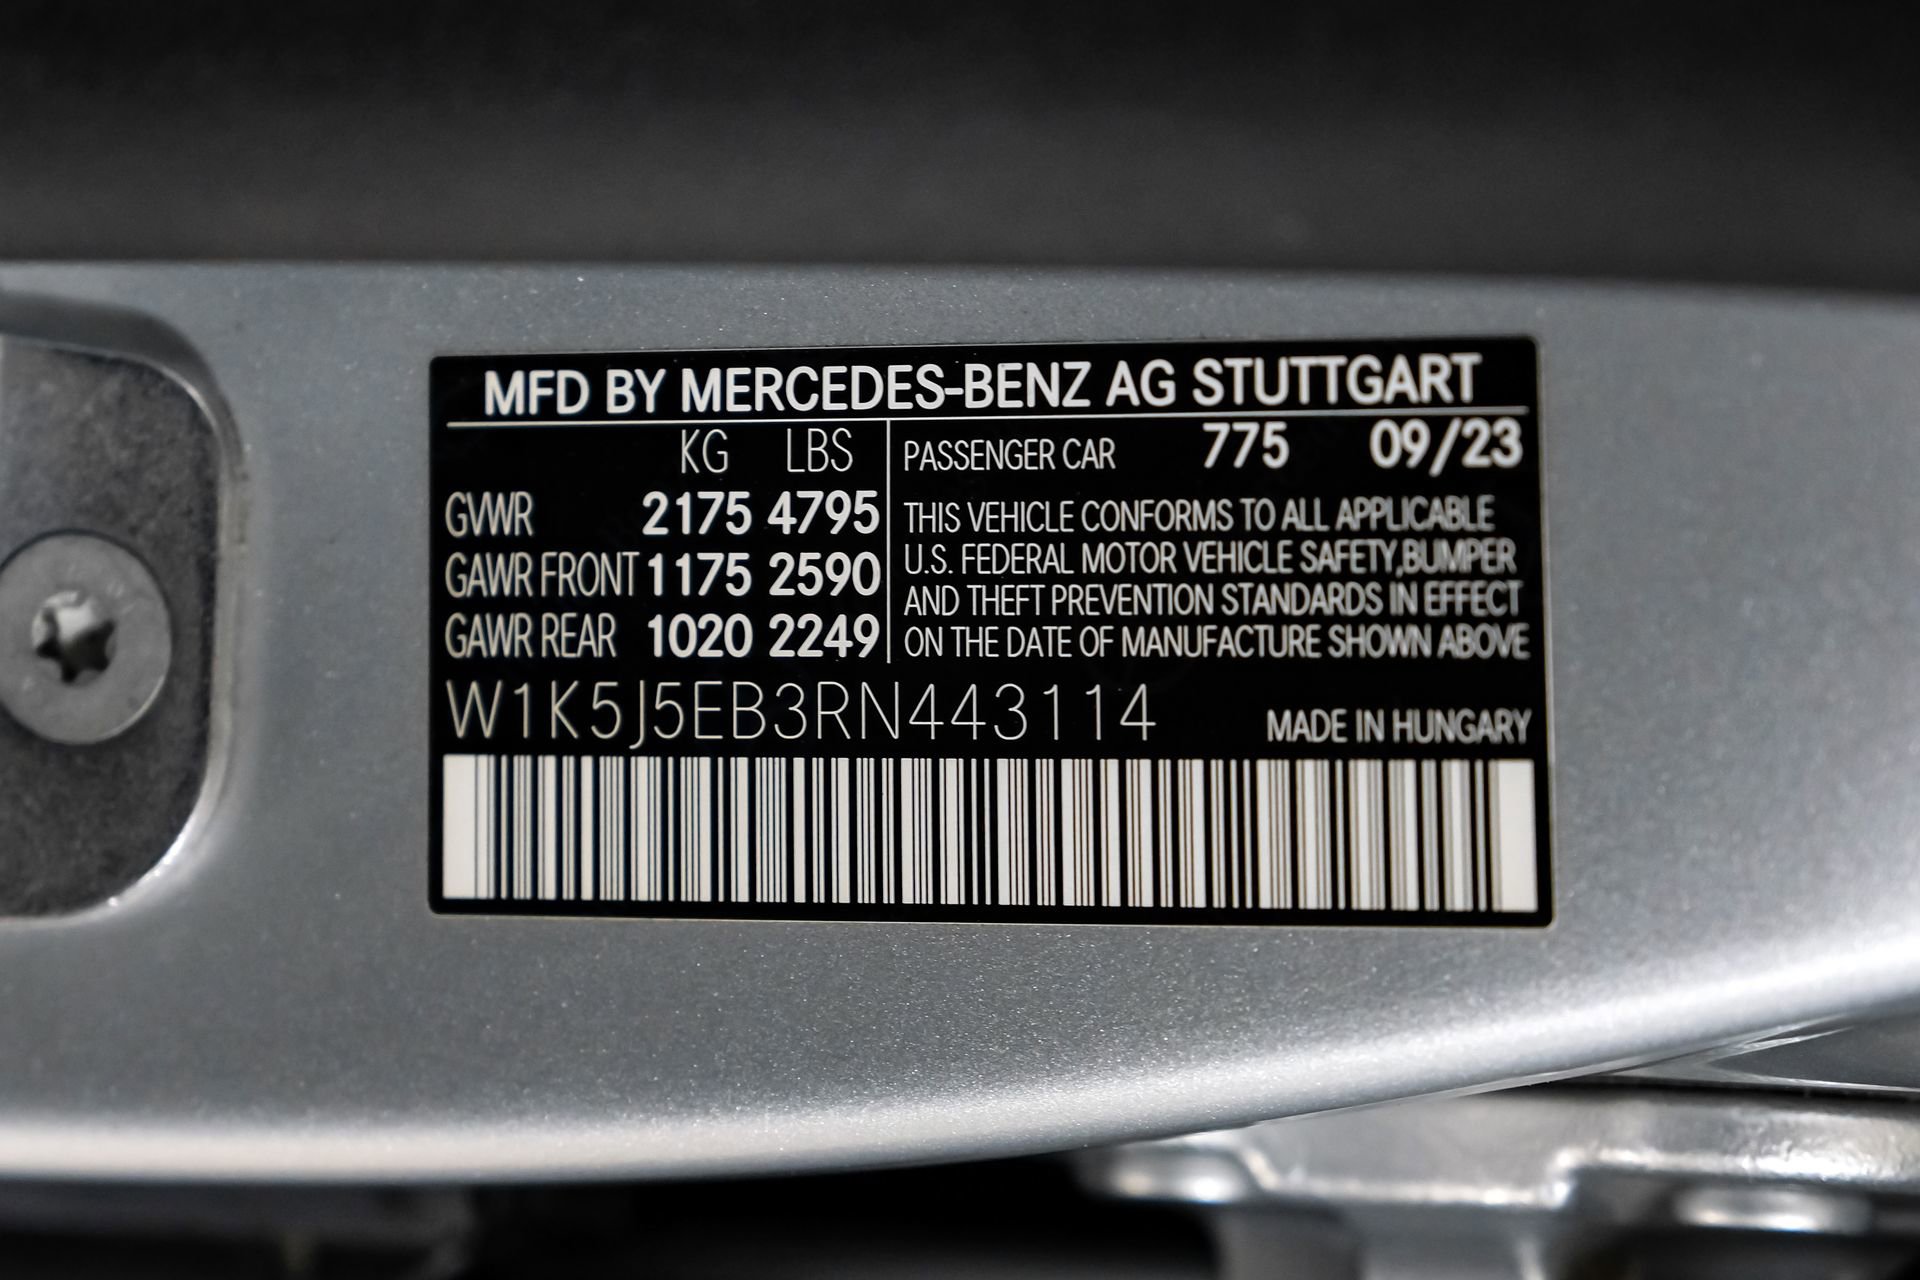 MFD BY MERCEDES-BENZ AG STUTTGART
KG LBS
GVWR 2175 4795
GAWR FRONT 1175 2590
GAWR REAR 1020 2249
PASSENGER CAR 775 09/23
THIS VEHICLE CONFORMS TO ALL APPLICABLE
U.S. FEDERAL MOTOR VEHICLE SAFETY,BUMPER
AND THEFT PREVENTION STANDARDS IN EFFECT
ON THE DATE OF MANUFACTURE SHOWN ABOVE
W1K5J5EB3RN443114
MADE IN HUNGARY